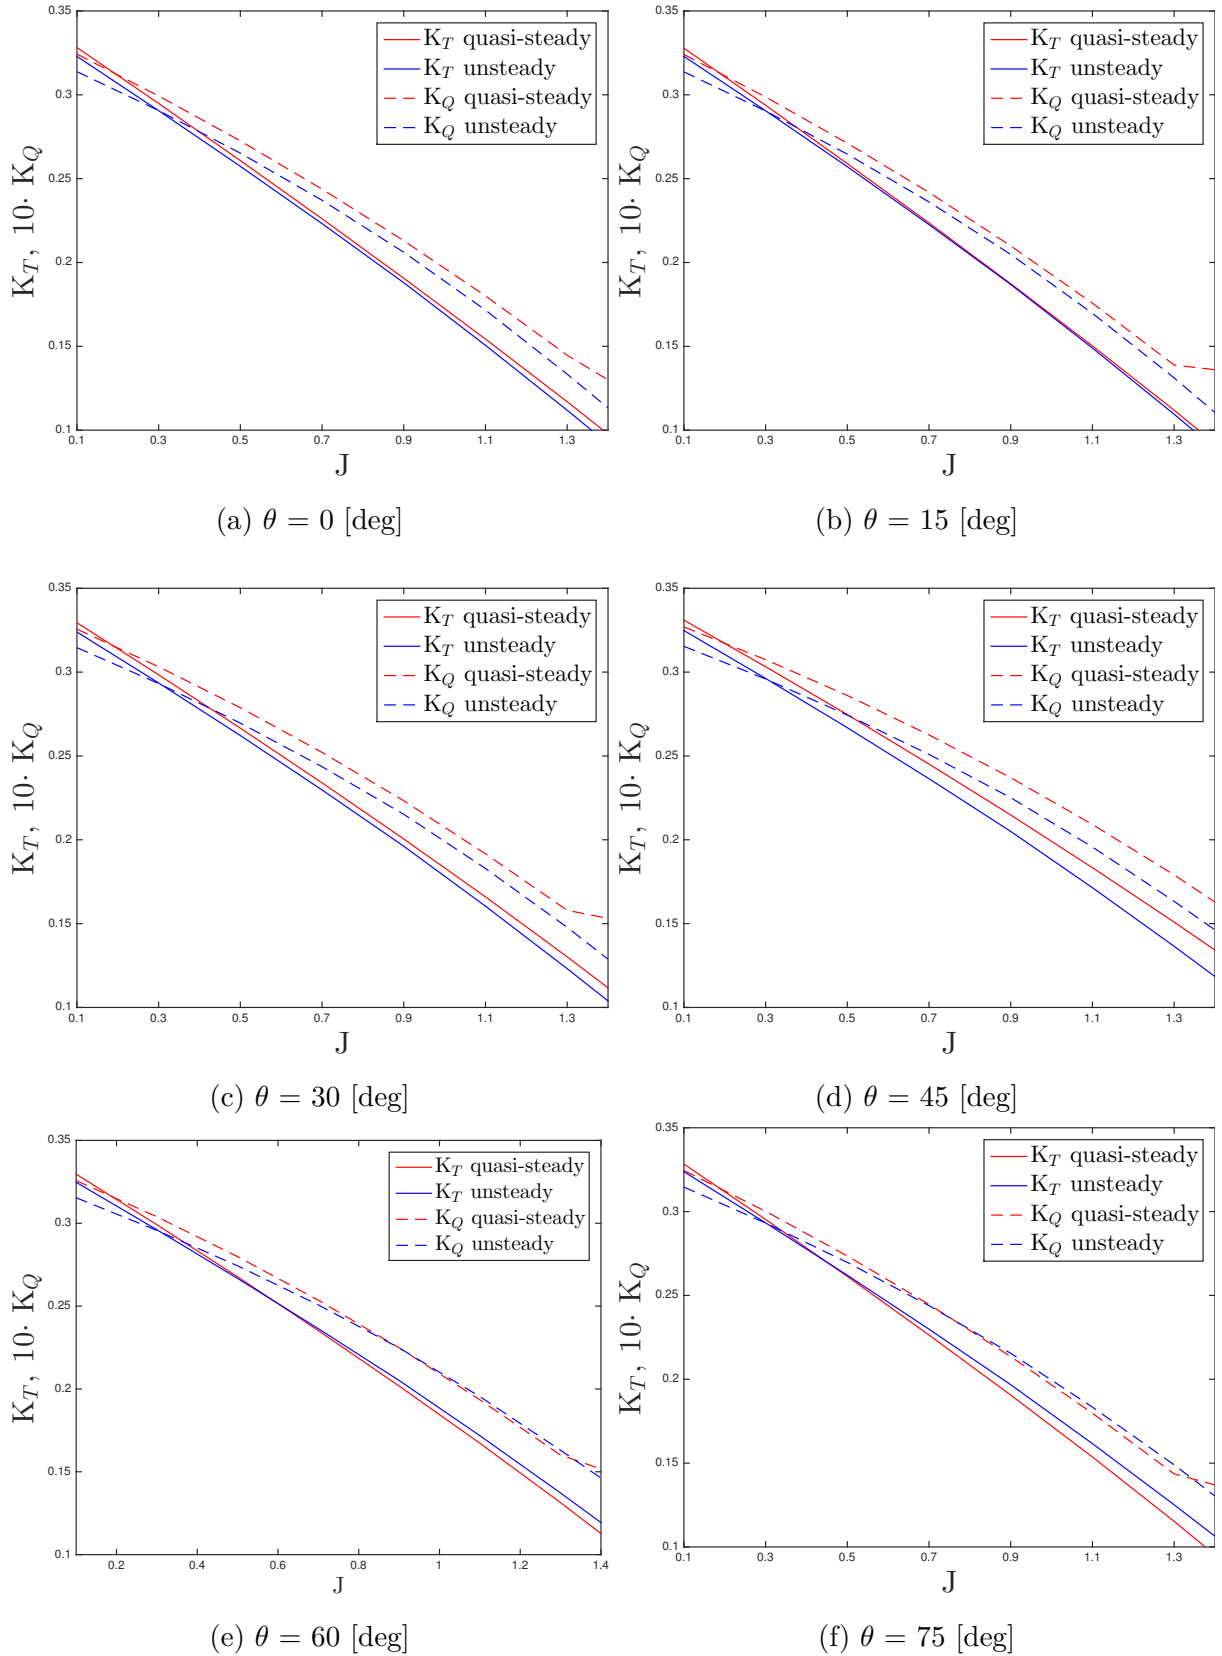 0.35
0.3
0.25
0.2
0.15
0.1
K_T, 10· K_Q
K_T quasi-steady
K_T unsteady
K_Q quasi-steady
K_Q unsteady
0.1 0.3 0.5 0.7 0.9 1.1 1.3
J
(a) θ = 0 [deg]
0.35
0.3
0.25
0.2
0.15
0.1
K_T, 10· K_Q
K_T quasi-steady
K_T unsteady
K_Q quasi-steady
K_Q unsteady
0.1 0.3 0.5 0.7 0.9 1.1 1.3
J
(b) θ = 15 [deg]
0.35
0.3
0.25
0.2
0.15
0.1
K_T, 10· K_Q
K_T quasi-steady
K_T unsteady
K_Q quasi-steady
K_Q unsteady
0.1 0.3 0.5 0.7 0.9 1.1 1.3
J
(c) θ = 30 [deg]
0.35
0.3
0.25
0.2
0.15
0.1
K_T, 10· K_Q
K_T quasi-steady
K_T unsteady
K_Q quasi-steady
K_Q unsteady
0.1 0.3 0.5 0.7 0.9 1.1 1.3
J
(d) θ = 45 [deg]
0.35
0.3
0.25
0.2
0.15
0.1
K_T, 10· K_Q
K_T quasi-steady
K_T unsteady
K_Q quasi-steady
K_Q unsteady
0.2 0.4 0.6 0.8 1 1.2 1.4
J
(e) θ = 60 [deg]
0.35
0.3
0.25
0.2
0.15
0.1
K_T, 10· K_Q
K_T quasi-steady
K_T unsteady
K_Q quasi-steady
K_Q unsteady
0.1 0.3 0.5 0.7 0.9 1.1 1.3
J
(f) θ = 75 [deg]